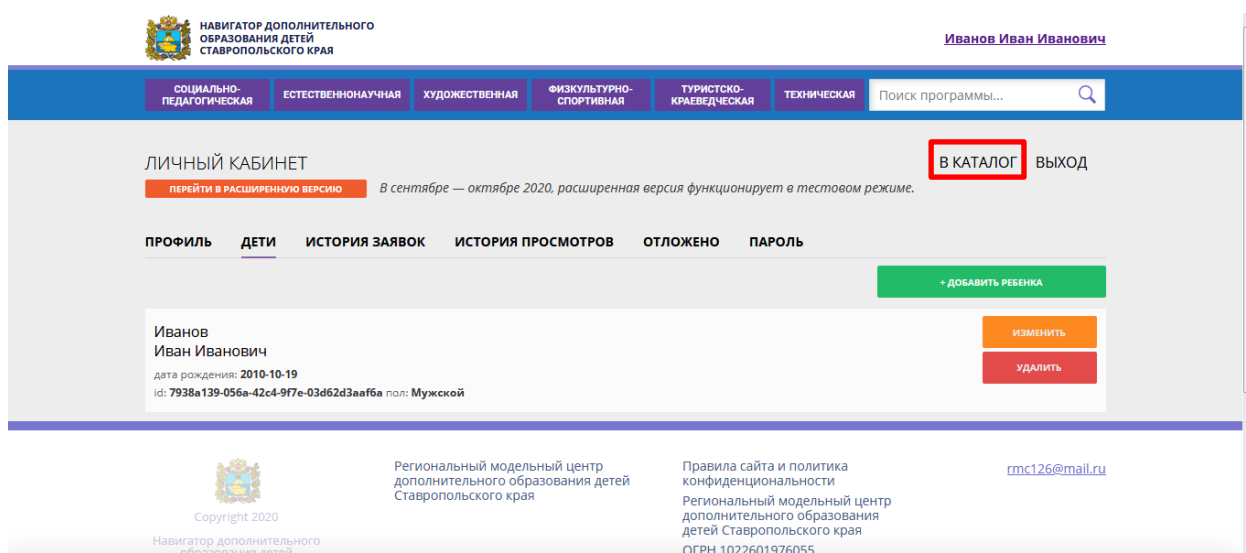 НАВИГАТОР ДОПОЛНИТЕЛЬНОГО
ОБРАЗОВАНИЯ ДЕТЕЙ
СТАВРОПОЛЬСКОГО КРАЯ
Иванов Иван Иванович
СОЦИАЛЬНО-
ПЕДАГОГИЧЕСКАЯ
ЕСТЕСТВЕННОНАУЧНАЯ
ХУДОЖЕСТВЕННАЯ
ФИЗКУЛЬТУРНО-
СПОРТИВНАЯ
ТУРИСТСКО-
КРАЕВЕДЧЕСКАЯ
ТЕХНИЧЕСКАЯ
Поиск программы...
ЛИЧНЫЙ КАБИНЕТ
В КАТАЛОГ ВЫХОД
ПЕРЕЙТИ В РАСШИРЕННУЮ ВЕРСИЮ
В сентябре — октябре 2020, расширенная версия функционирует в тестовом режиме.
ПРОФИЛЬ ДЕТИ ИСТОРИЯ ЗАЯВОК ИСТОРИЯ ПРОСМОТРОВ ОТЛОЖЕНО ПАРОЛЬ
+ ДОБАВИТЬ РЕБЕНКА
Иванов
Иван Иванович
дата рождения: 2010-10-19
id: 7938a139-056a-42c4-9f7e-03d62d3aaf6a пол: Мужской
ИЗМЕНИТЬ
УДАЛИТЬ
Copyright 2020
Навигатор дополнительного
образования детей
Региональный модельный центр
дополнительного образования детей
Ставропольского края
Правила сайта и политика
конфиденциональности
Региональный модельный центр
дополнительного образования
детей Ставропольского края
ОГРН 1022601976055
rmc126@mail.ru